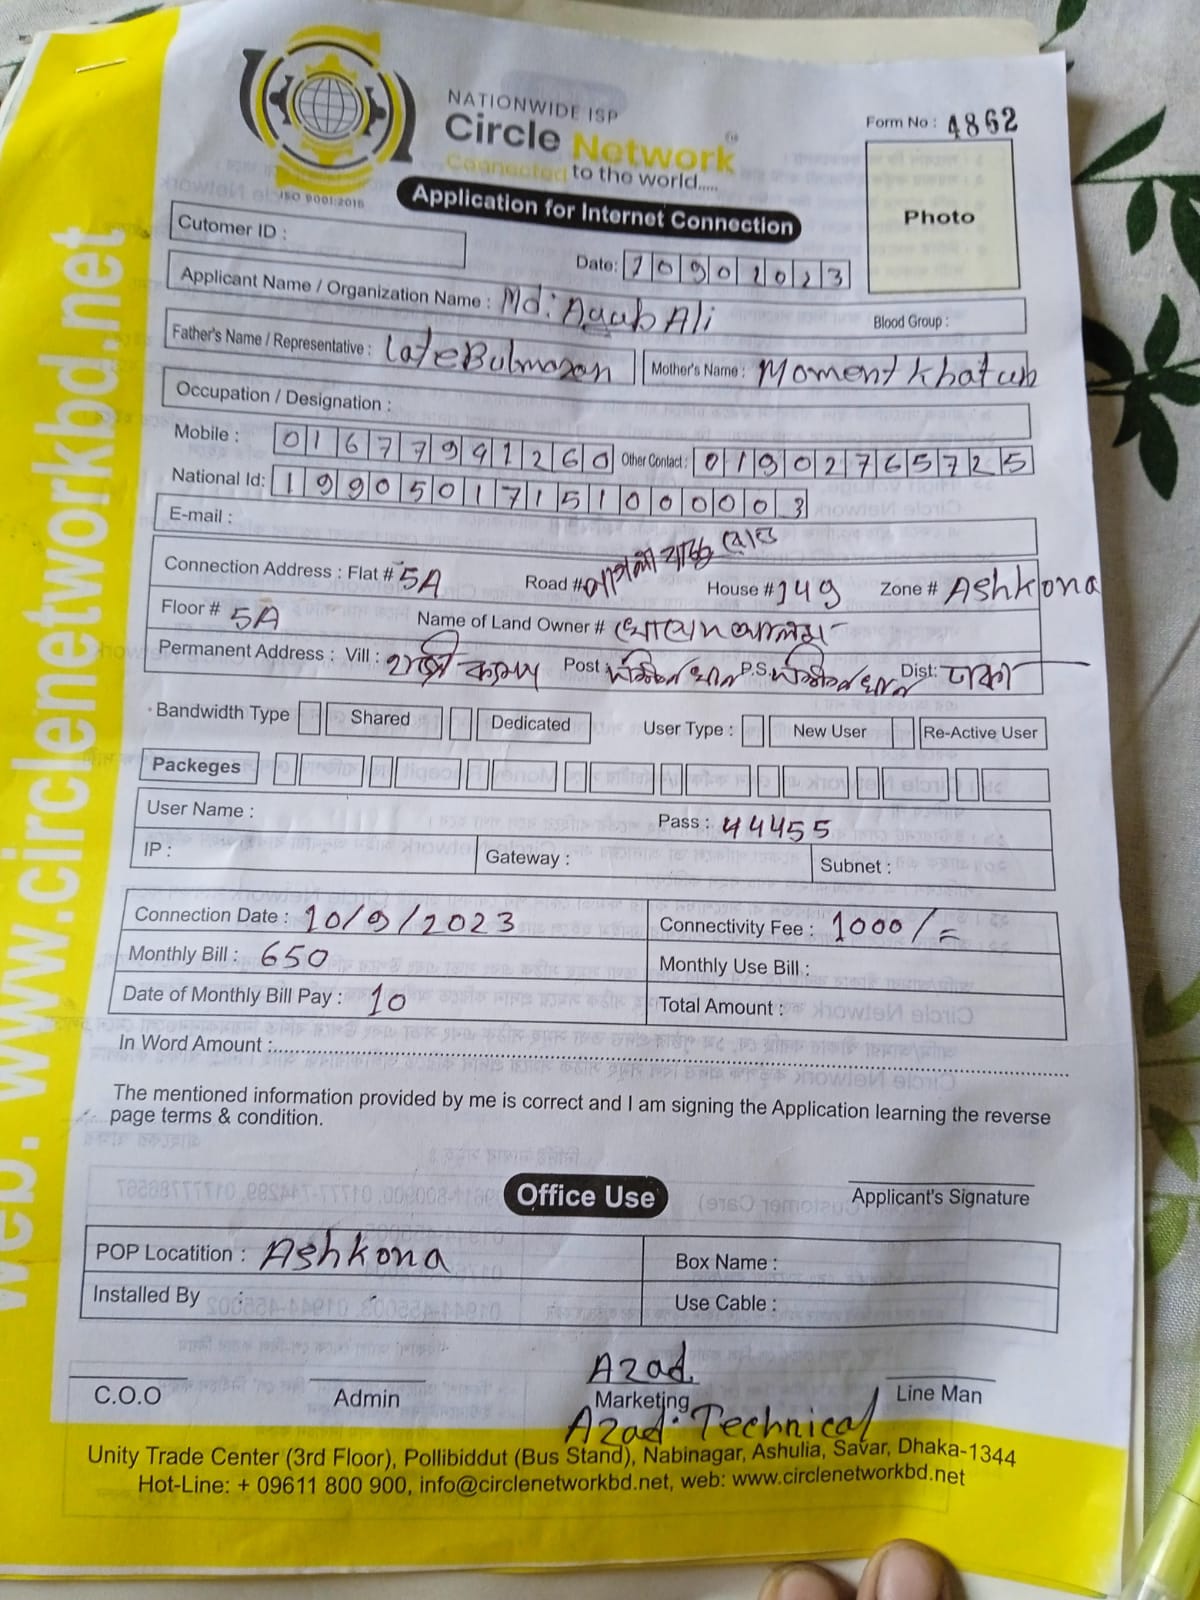 NATIONWIDE ISP
Circle Network
Connected to the world.....
ISO 9001:2015
Form No : 4862
Application for Internet Connection
Photo
Cutomer ID :
Date: 10902023
Applicant Name / Organization Name : Md: Ayub Ali
Blood Group :
Father's Name / Representative : Late Bulmazon Mother's Name : Moment Khatun
Occupation / Designation :
Mobile : 01677991260 Other Contact : 01902765725
National Id: 19905017151000003
E-mail :
Connection Address : Flat # 5A Road # House # 149 Zone # Ashkona
Floor # 5A Name of Land Owner #
Permanent Address : Vill : Post : P.S. Dist: ঢাকা
Bandwidth Type Shared Dedicated User Type : New User Re-Active User
Packeges
User Name : Pass : 44455
IP : Gateway : Subnet :
Connection Date : 10/9/2023 Connectivity Fee : 1000/=
Monthly Bill : 650 Monthly Use Bill :
Date of Monthly Bill Pay : 10 Total Amount :
In Word Amount :
The mentioned information provided by me is correct and I am signing the Application learning the reverse
page terms & condition.
Applicant's Signature
Office Use
POP Locatition : Ashkona Box Name :
Installed By : Use Cable :
Azad
C.O.O Admin Marketing Line Man
Azad. Technical
Unity Trade Center (3rd Floor), Pollibiddut (Bus Stand), Nabinagar, Ashulia, Savar, Dhaka-1344
Hot-Line: + 09611 800 900, info@circlenetworkbd.net, web: www.circlenetworkbd.net
web: www.circlenetworkbd.net